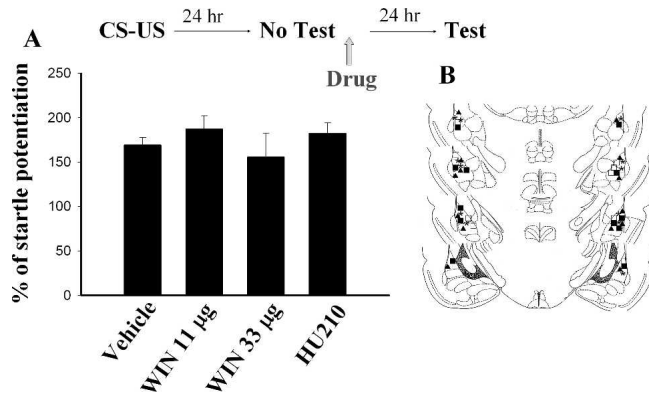 A
CS-US 24 hr No Test 24 hr Test
Drug
B
% of startle potentiation
250
200
150
100
50
0
Vehicle
WIN 11 µg
WIN 33 µg
HU210